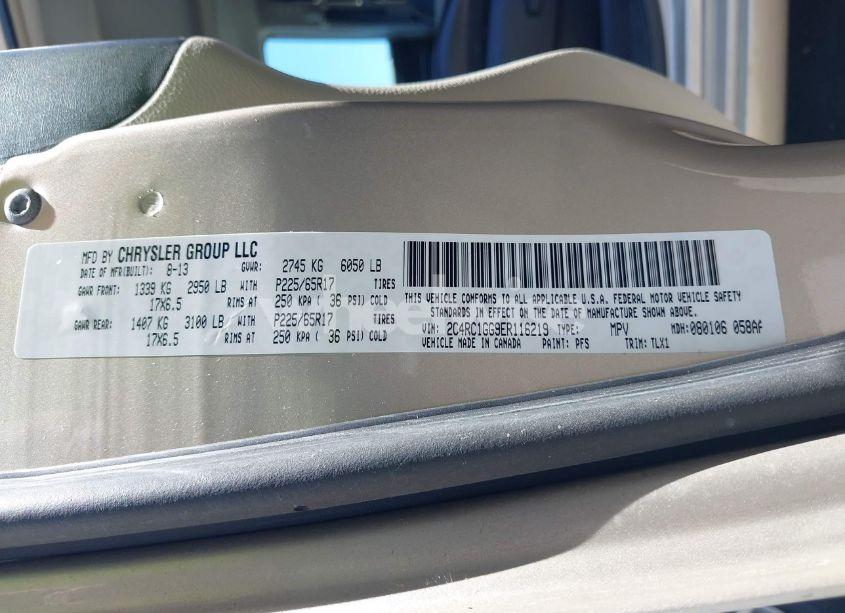 MFD BY CHRYSLER GROUP LLC
DATE OF MFR(BUILT): 8-13 GVWR: 2745 KG 6050 LB
GAWR FRONT: 1339 KG 2950 LB WITH P225/65R17 TIRES
17X6.5 RIMS AT 250 KPA ( 36 PSI) COLD
GAWR REAR: 1407 KG 3100 LB WITH P225/65R17 TIRES
17X6.5 RIMS AT 250 KPA ( 36 PSI) COLD
THIS VEHICLE CONFORMS TO ALL APPLICABLE U.S.A. FEDERAL MOTOR VEHICLE SAFETY
STANDARDS IN EFFECT ON THE DATE OF MANUFACTURE SHOWN ABOVE.
VIN: 2C4RC1GG9ER116219 TYPE: MPV MDH:080106 058AF
VEHICLE MADE IN CANADA PAINT: PFS TRIM: TLX1